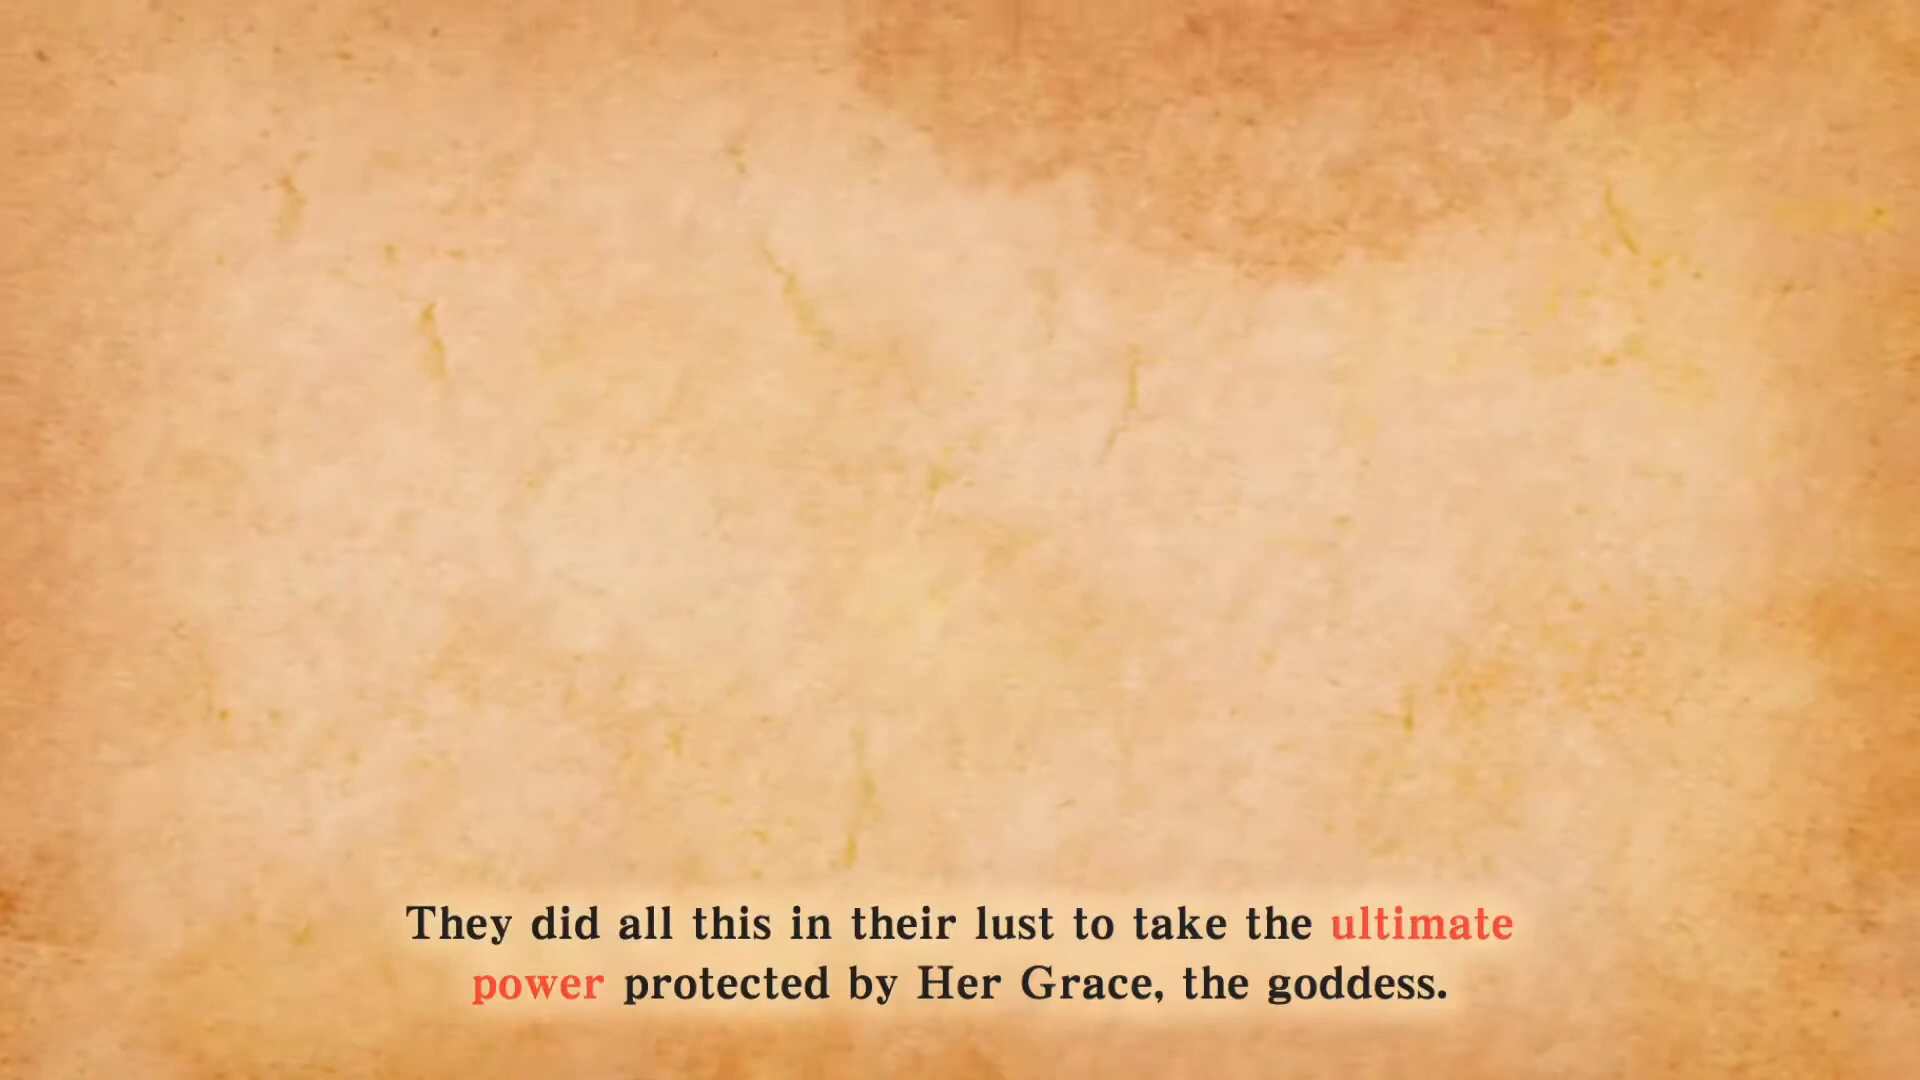 They did all this in their lust to take the ultimate
power protected by Her Grace, the goddess.